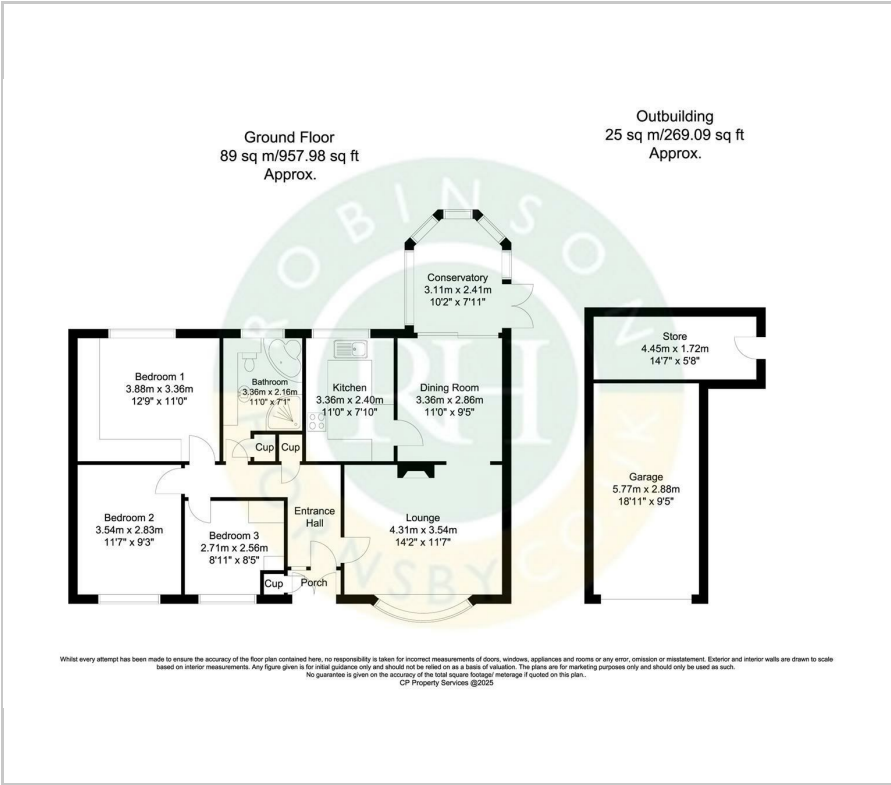 Ground Floor
89 sq m/957.98 sq ft
Approx.
Outbuilding
25 sq m/269.09 sq ft
Approx.
ROBINSON
RH
HORNSBY.CO.UK
Conservatory
3.11m x 2.41m
10'2" x 7'11"
Bedroom 1
3.88m x 3.36m
12'9" x 11'0"
Bathroom
3.36m x 2.16m
11'0" x 7'1"
Kitchen
3.36m x 2.40m
11'0" x 7'10"
Dining Room
3.36m x 2.86m
11'0" x 9'5"
Store
4.45m x 1.72m
14'7" x 5'8"
Cup
Cup
Bedroom 2
3.54m x 2.83m
11'7" x 9'3"
Bedroom 3
2.71m x 2.56m
8'11" x 8'5"
Entrance
Hall
Lounge
4.31m x 3.54m
14'2" x 11'7"
Garage
5.77m x 2.88m
18'11" x 9'5"
Cup
Porch
Whilst every attempt has been made to ensure the accuracy of the floor plan contained here, no responsibility is taken for incorrect measurements of doors, windows, appliances and rooms or any error, omission or misstatement. Exterior and interior walls are drawn to scale
based on interior measurements. Any figure given is for initial guidance only and should not be relied on as a basis of valuation. The plans are for marketing purposes only and should only be used as such.
No guarantee is given on the accuracy of the total square footage/ meterage if quoted on this plan..
CP Property Services @2025